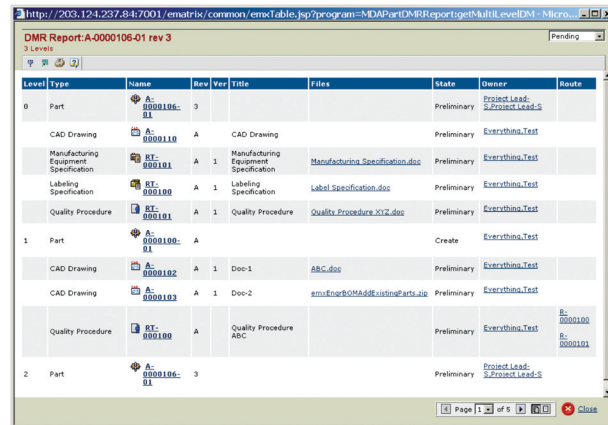 http://203.124.237.84:7001/ematrix/common/emxTable.jsp?program=MDAPartDMRReport:getMultiLevelDM - Micro...
DMR Report:A-0000106-01 rev 3
Pending
3 Levels
Level Type Name Rev Ver Title Files State Owner Route
0 Part A-0000106-01 3 Preliminary Project Lead-S,Project Lead-S
CAD Drawing A-0000110 A CAD Drawing Preliminary Everything,Test
Manufacturing Equipment Specification RT-000101 A 1 Manufacturing Equipment Specification Manufacturing Specification.doc Preliminary Everything,Test
Labeling Specification RT-000100 A 1 Labeling Specification Label Specification.doc Preliminary Everything,Test
Quality Procedure RT-000101 A 1 Quality Procedure Quality Procedure XYZ.doc Preliminary Everything,Test
1 Part A-0000100-01 A Create Everything,Test
CAD Drawing A-0000102 A 1 Doc-1 ABC.doc Preliminary Everything,Test
CAD Drawing A-0000103 A 1 Doc-2 emxEngrBOMAddExistingParts.zip Preliminary Everything,Test
Quality Procedure RT-000100 A Quality Procedure ABC Preliminary Everything,Test R-0000100 R-0000101
2 Part A-0000106-01 3 Preliminary Project Lead-S,Project Lead-S
Page 1 of 5 Close